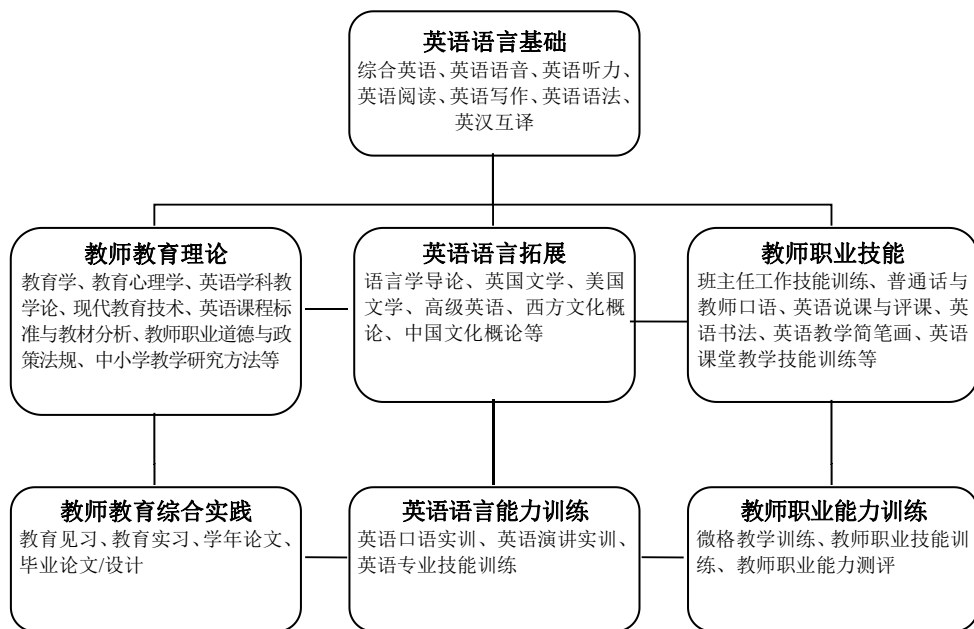 英语语言基础
综合英语、英语语音、英语听力、
英语阅读、英语写作、英语语法、
英汉互译
教师教育理论
教育学、教育心理学、英语学科教
学论、现代教育技术、英语课程标
准与教材分析、教师职业道德与政
策法规、中小学教学研究方法等
英语语言拓展
语言学导论、英国文学、美国
文学、高级英语、西方文化概
论、中国文化概论等
教师职业技能
班主任工作技能训练、普通话与
教师口语、英语说课与评课、英
语书法、英语教学简笔画、英语
课堂教学技能训练等
教师教育综合实践
教育见习、教育实习、学年论文、
毕业论文/设计
英语语言能力训练
英语口语实训、英语演讲实训、
英语专业技能训练
教师职业能力训练
微格教学训练、教师职业技能训
练、教师职业能力测评